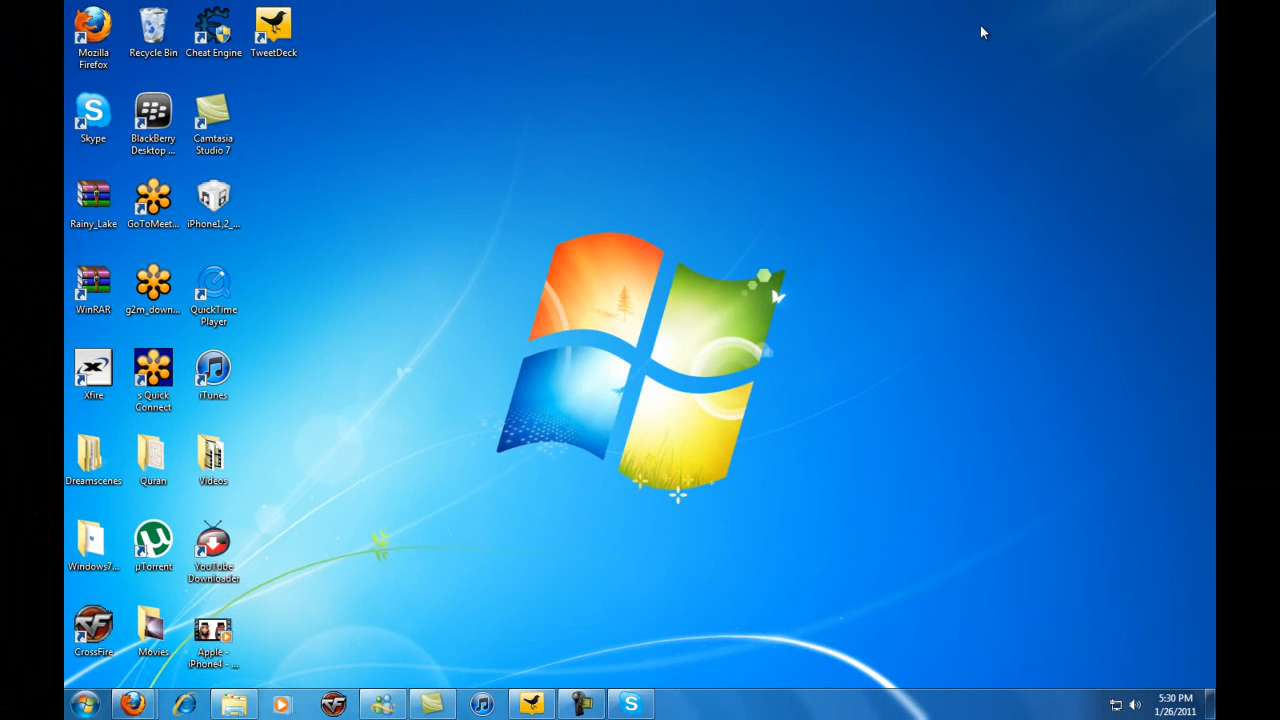 Mozilla
Firefox
Recycle Bin
Cheat Engine
TweetDeck
Skype
BlackBerry
Desktop ...
Camtasia
Studio 7
Rainy_Lake
GoToMeet...
iPhone1,2_...
WinRAR
g2m_down...
QuickTime
Player
Xfire
s Quick
Connect
iTunes
Dreamscenes
Quran
Videos
Windows7...
µTorrent
YouTube
Downloader
CrossFire
Movies
Apple -
iPhone4 - ...
5:30 PM
1/26/2011